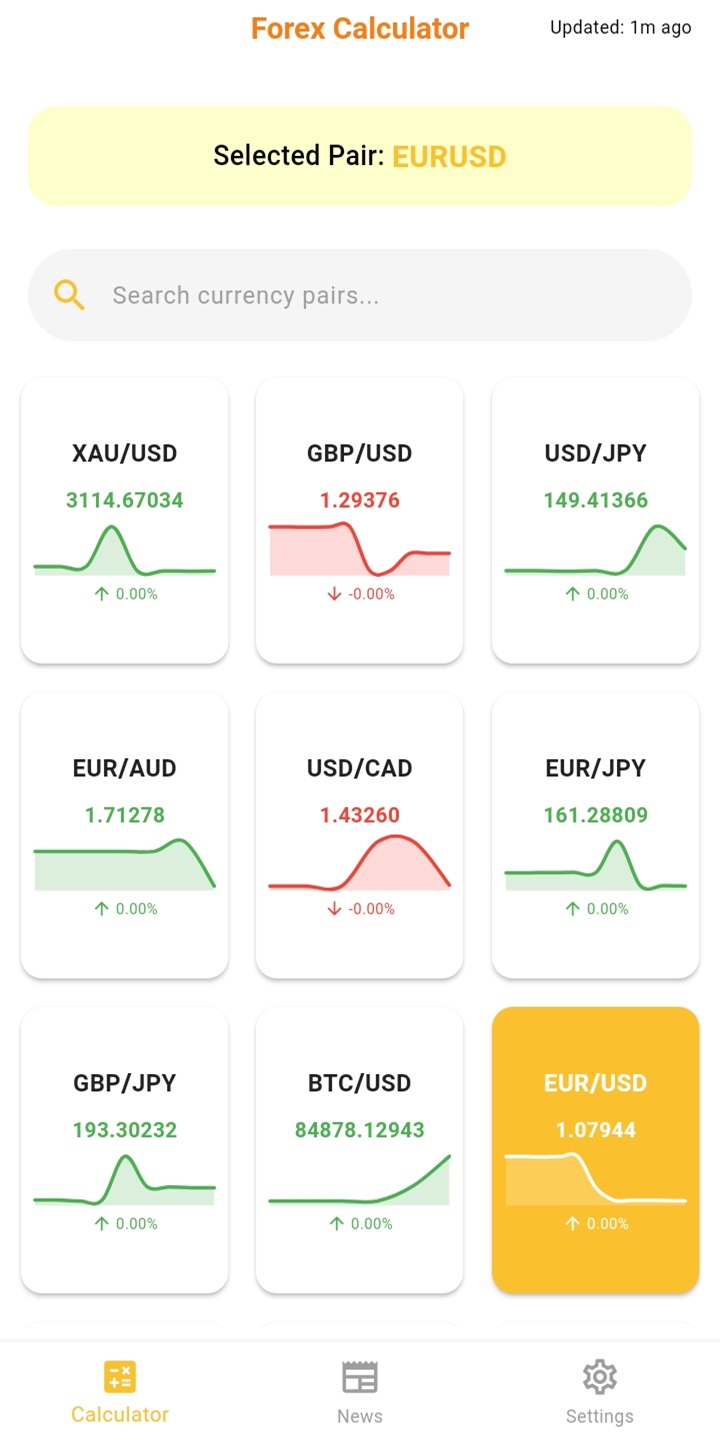 Forex Calculator
Updated: 1m ago
Selected Pair: EURUSD
Search currency pairs...
XAU/USD
3114.67034
↑ 0.00%
GBP/USD
1.29376
↓ -0.00%
USD/JPY
149.41366
↑ 0.00%
EUR/AUD
1.71278
↑ 0.00%
USD/CAD
1.43260
↓ -0.00%
EUR/JPY
161.28809
↑ 0.00%
GBP/JPY
193.30232
↑ 0.00%
BTC/USD
84878.12943
↑ 0.00%
EUR/USD
1.07944
↑ 0.00%
Calculator
News
Settings